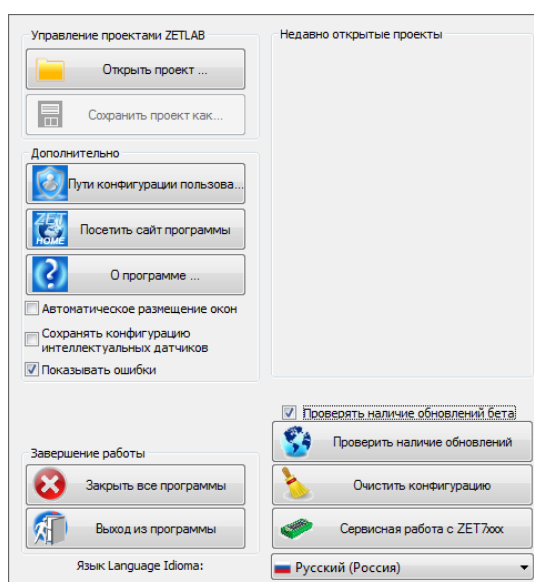 Управление проектами ZETLAB
Открыть проект ...
Сохранить проект как...
Дополнительно
Пути конфигурации пользова...
ZET
HOME
Посетить сайт программы
О программе ...
Автоматическое размещение окон
Сохранять конфигурацию
интеллектуальных датчиков
Показывать ошибки
Завершение работы
Закрыть все программы
Выход из программы
Язык Language Idioma:
Недавно открытые проекты
Проверять наличие обновлений бета
Проверить наличие обновлений
Очистить конфигурацию
Сервисная работа с ZET7xxx
Русский (Россия)